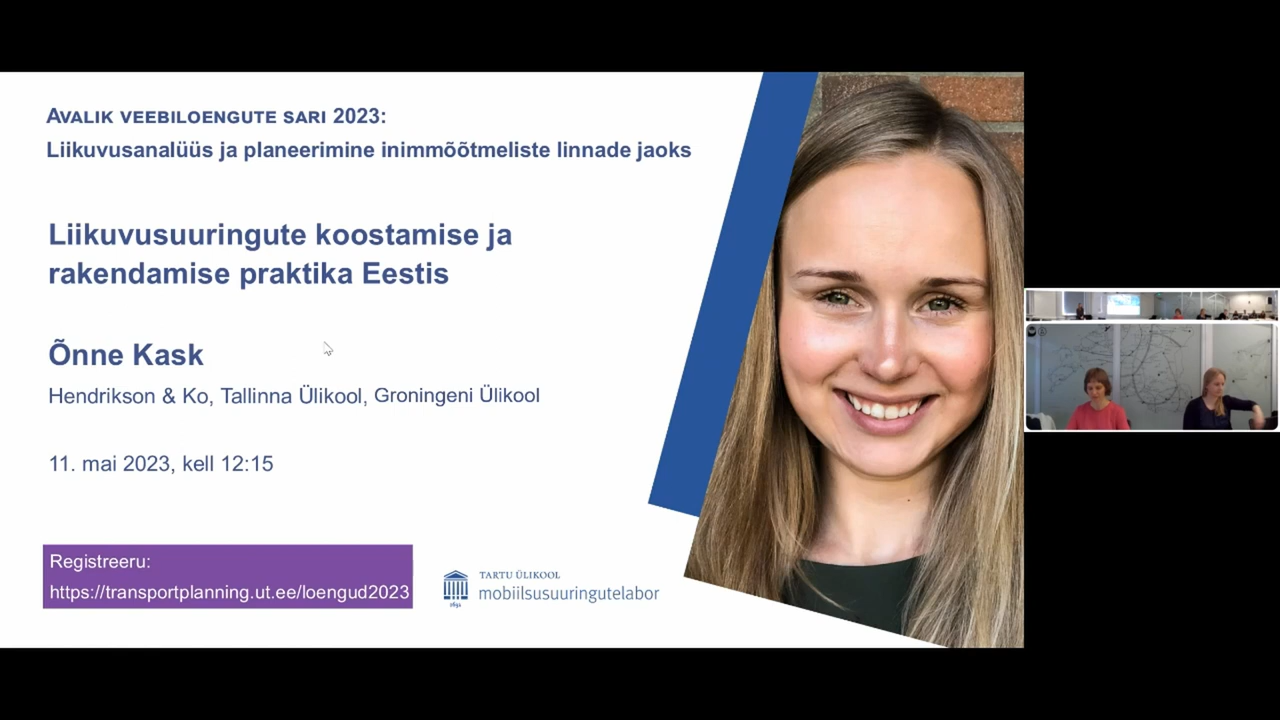 AVALIK VEEBILOENGUTE SARI 2023:
Liikuvusanalüüs ja planeerimine inimmõõtmeliste linnade jaoks
Liikuvusuuringute koostamise ja
rakendamise praktika Eestis
Õnne Kask
Hendrikson & Ko, Tallinna Ülikool, Groningeni Ülikool
11. mai 2023, kell 12:15
Registreeru:
https://transportplanning.ut.ee/loengud2023
TARTU ÜLIKOOL
mobiilsusuuringutelabor
1632